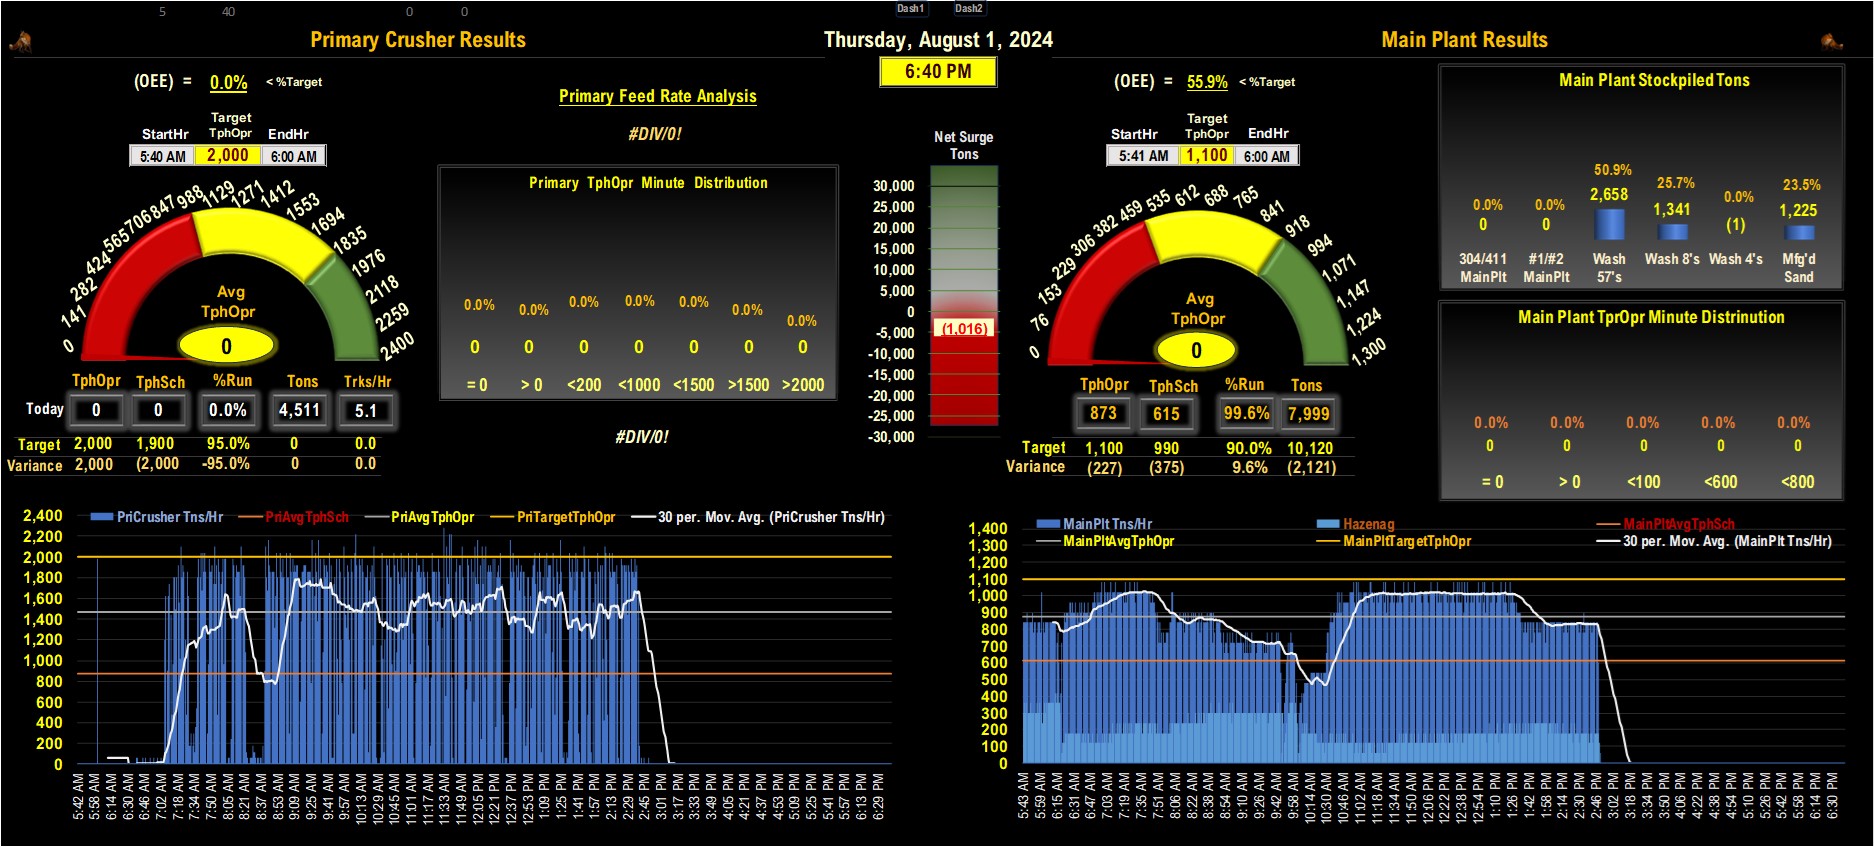 5 40 0 0 Dash1 Dash2
Primary Crusher Results
Thursday, August 1, 2024
Main Plant Results
6:40 PM
(OEE) = 0.0% < %Target
Target
StartHr TphOpr EndHr
5:40 AM 2,000 6:00 AM
0
141
282
424
565
706
847
988
1129
1271
1412
1553
1694
1835
1976
2118
2259
2400
Avg
TphOpr
0
TphOpr TphSch %Run Tons Trks/Hr
Today 0 0 0.0% 4,511 5.1
Target 2,000 1,900 95.0% 0 0.0
Variance 2,000 (2,000 -95.0% 0 0.0
Primary Feed Rate Analysis
#DIV/0!
Primary TphOpr Minute Distribution
0.0% 0.0% 0.0% 0.0% 0.0% 0.0% 0.0%
0 0 0 0 0 0 0
= 0 > 0 <200 <1000 <1500 >1500 >2000
#DIV/0!
Net Surge
Tons
30,000
25,000
20,000
15,000
10,000
5,000
0
-5,000
-10,000
-15,000
-20,000
-25,000
-30,000
(1,016)
(OEE) = 55.9% < %Target
Target
StartHr TphOpr EndHr
5:41 AM 1,100 6:00 AM
0
76
153
229
306
382
459
535
612
688
765
841
918
994
1,071
1,147
1,224
1,300
Avg
TphOpr
0
TphOpr TphSch %Run Tons
873 615 99.6% 7,999
Target 1,100 990 90.0% 10,120
Variance (227) (375) 9.6% (2,121)
Main Plant Stockpiled Tons
0.0% 0.0% 50.9% 25.7% 0.0% 23.5%
0 0 2,658 1,341 (1) 1,225
304/411 #1/#2 Wash Wash 8's Wash 4's Mfg'd
MainPlt MainPlt 57's Sand
Main Plant TprOpr Minute Distrinution
0.0% 0.0% 0.0% 0.0% 0.0%
0 0 0 0 0
= 0 > 0 <100 <600 <800
PriCrusher Tns/Hr PriAvgTphSch PriAvgTphOpr PriTargetTphOpr 30 per. Mov. Avg. (PriCrusher Tns/Hr)
2,400
2,200
2,000
1,800
1,600
1,400
1,200
1,000
800
600
400
200
0
5:42 AM
5:58 AM
6:14 AM
6:30 AM
6:46 AM
7:02 AM
7:18 AM
7:34 AM
7:50 AM
8:05 AM
8:21 AM
8:37 AM
8:53 AM
9:09 AM
9:25 AM
9:41 AM
9:57 AM
10:13 AM
10:29 AM
10:45 AM
11:01 AM
11:17 AM
11:33 AM
11:49 AM
12:05 PM
12:21 PM
12:37 PM
12:53 PM
1:09 PM
1:25 PM
1:41 PM
1:57 PM
2:13 PM
2:29 PM
2:45 PM
3:01 PM
3:17 PM
3:33 PM
3:49 PM
4:05 PM
4:21 PM
4:37 PM
4:53 PM
5:09 PM
5:25 PM
5:41 PM
5:57 PM
6:13 PM
6:29 PM
MainPlt Tns/Hr Hazenag MainPltAvgTphSch
MainPltAvgTphOpr MainPltTargetTphOpr 30 per. Mov. Avg. (MainPlt Tns/Hr)
1,400
1,300
1,200
1,100
1,000
900
800
700
600
500
400
300
200
100
0
5:43 AM
5:59 AM
6:15 AM
6:31 AM
6:47 AM
7:03 AM
7:19 AM
7:35 AM
7:51 AM
8:06 AM
8:22 AM
8:38 AM
8:54 AM
9:10 AM
9:26 AM
9:42 AM
9:58 AM
10:14 AM
10:30 AM
10:46 AM
11:02 AM
11:18 AM
11:34 AM
11:50 AM
12:06 PM
12:22 PM
12:38 PM
12:54 PM
1:10 PM
1:26 PM
1:42 PM
1:58 PM
2:14 PM
2:30 PM
2:46 PM
3:02 PM
3:18 PM
3:34 PM
3:50 PM
4:06 PM
4:22 PM
4:38 PM
4:54 PM
5:10 PM
5:26 PM
5:42 PM
5:58 PM
6:14 PM
6:30 PM